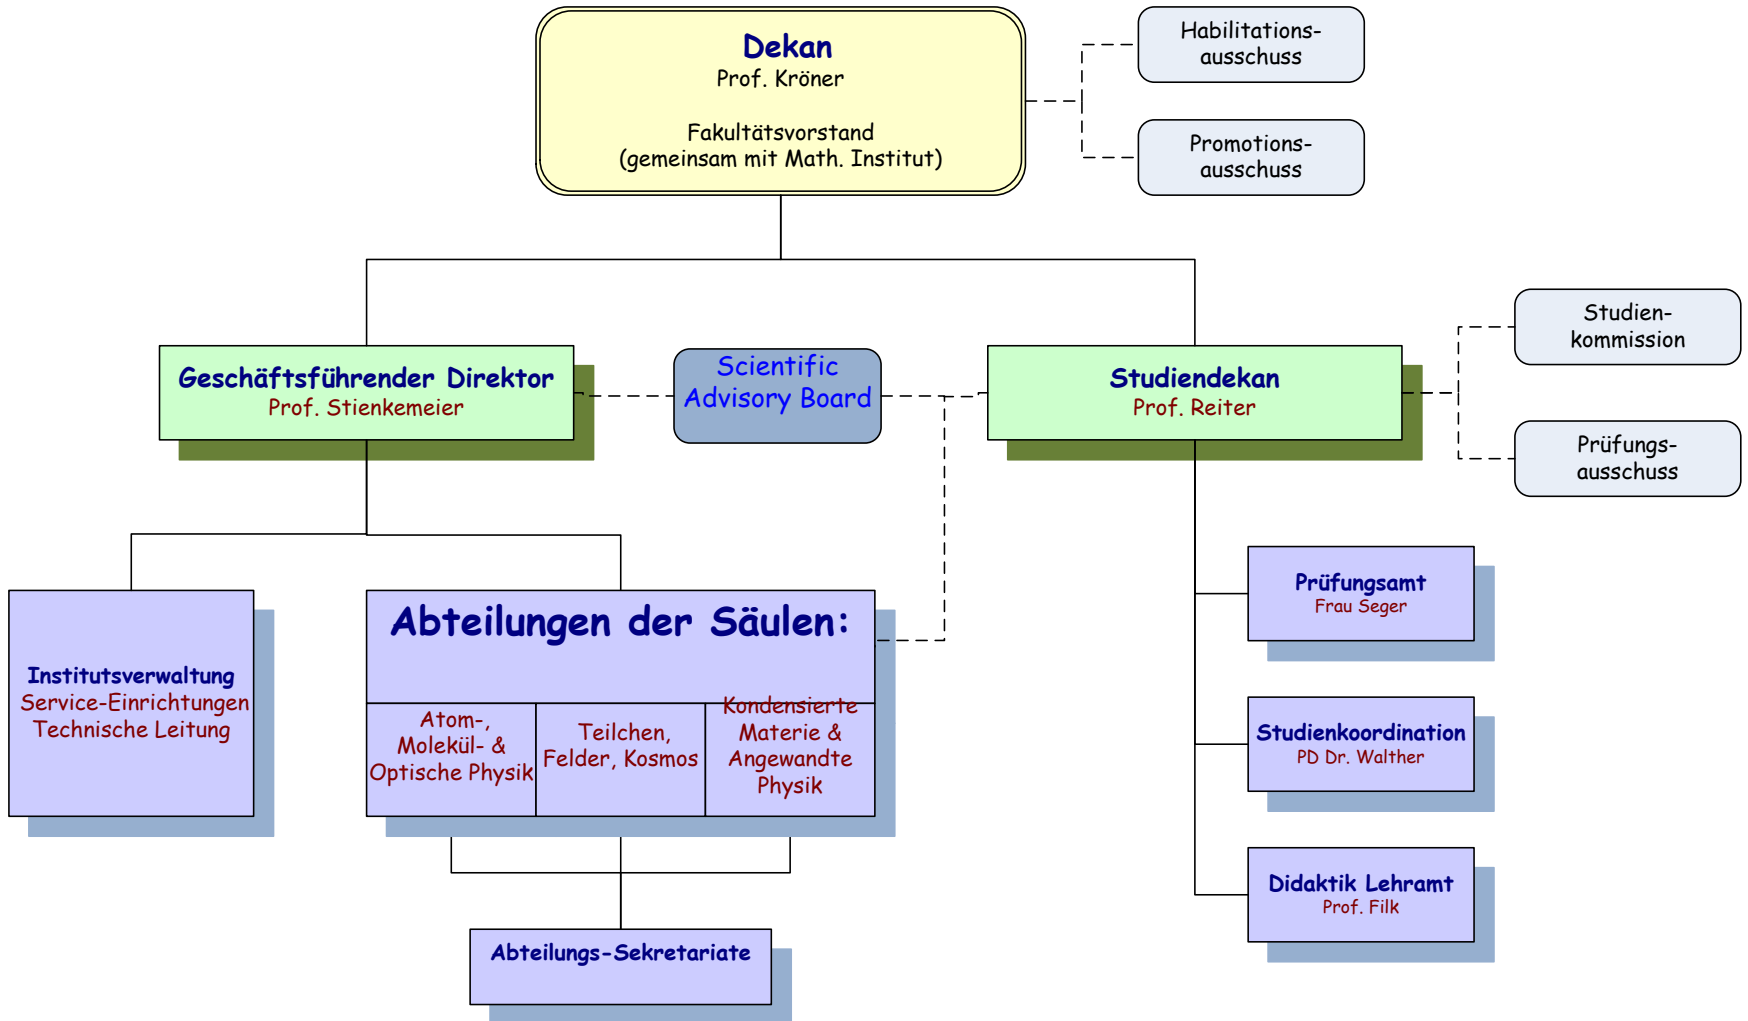 Dekan
Prof. Kröner
Fakultätsvorstand
(gemeinsam mit Math. Institut)
Habilitations-
ausschuss
Promotions-
ausschuss
Geschäftsführender Direktor
Prof. Stienkemeier
Scientific
Advisory Board
Studiendekan
Prof. Reiter
Studien-
kommission
Prüfungs-
ausschuss
Institutsverwaltung
Service-Einrichtungen
Technische Leitung
Abteilungen der Säulen:
Atom-,
Molekül- &
Optische Physik
Teilchen,
Felder, Kosmos
Kondensierte
Materie &
Angewandte
Physik
Abteilungs-Sekretariate
Prüfungsamt
Frau Seger
Studienkoordination
PD Dr. Walther
Didaktik Lehramt
Prof. Filk